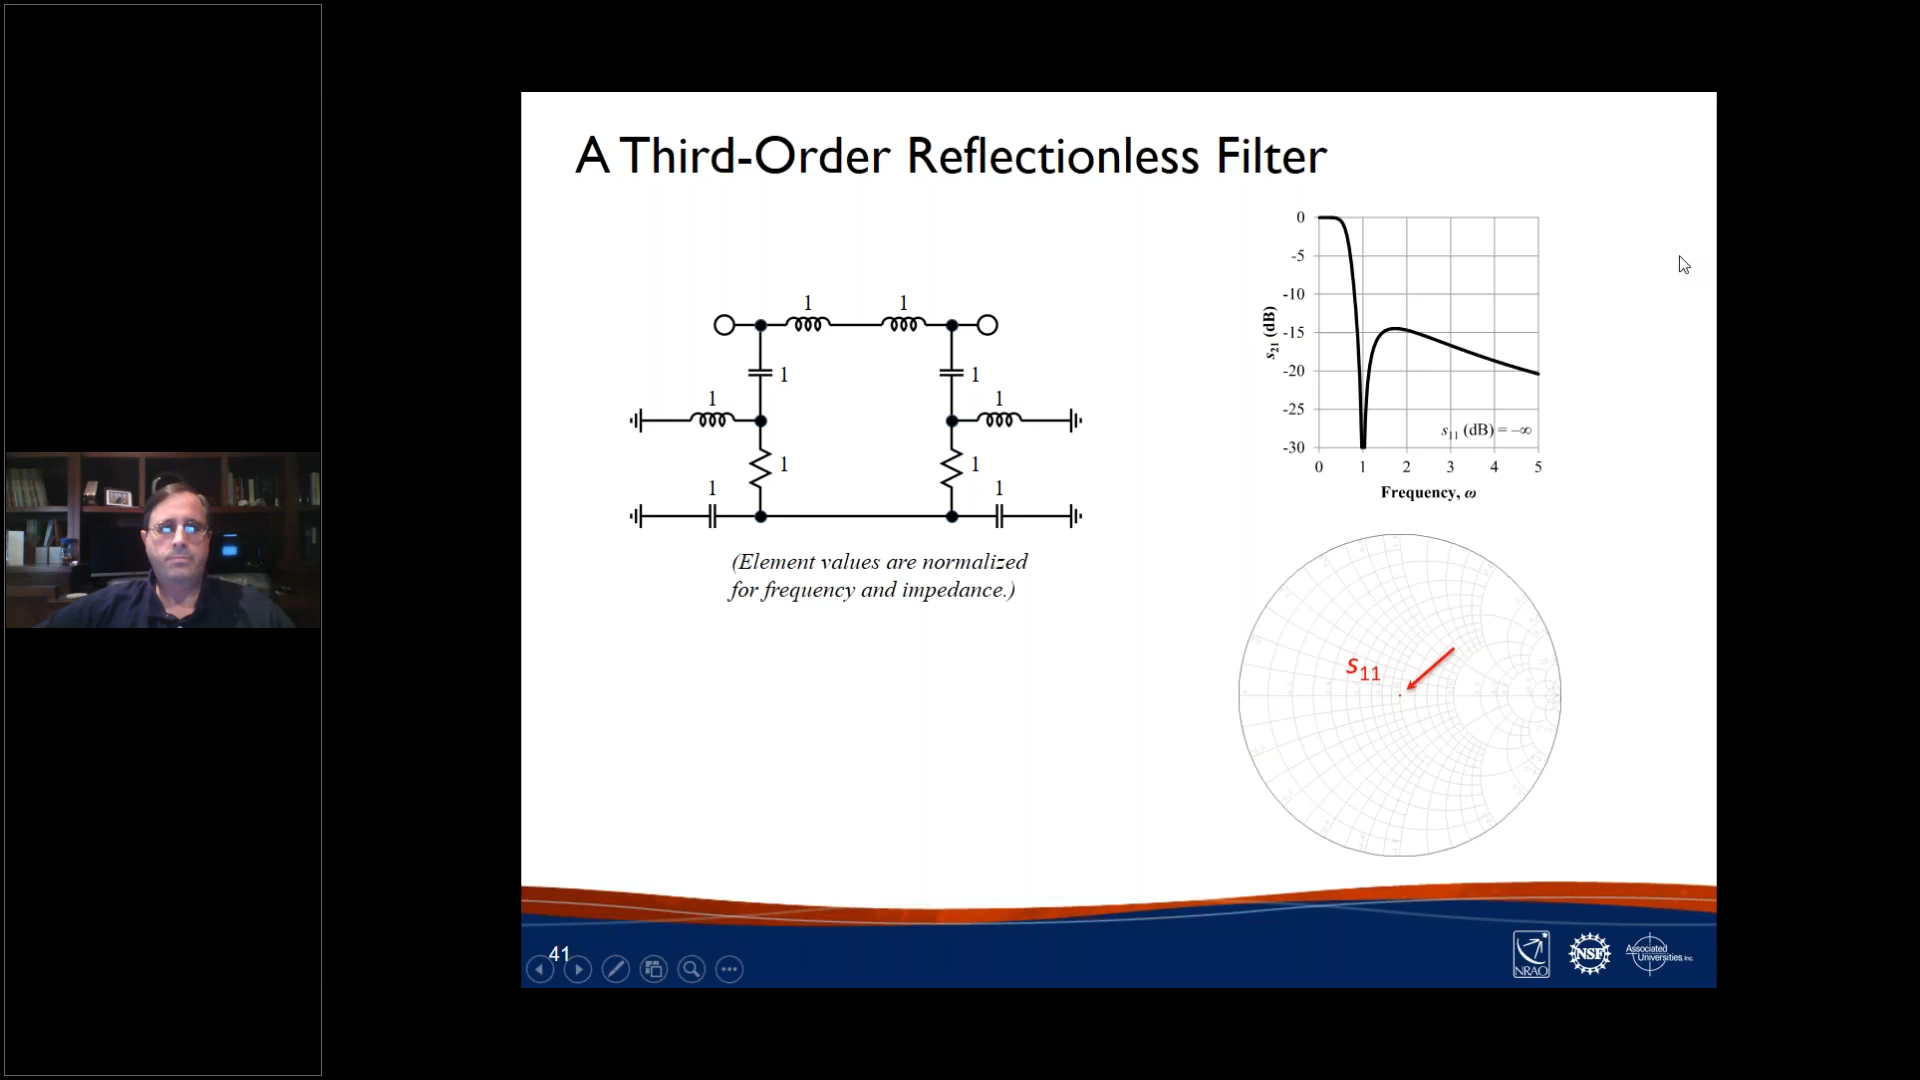 A Third-Order Reflectionless Filter
0
-5
-10
-15
-20
-25
-30
s21 (dB)
s11 (dB) = –∞
0 1 2 3 4 5
Frequency, ω
1 1
1 1
1 1
1 1
1 1
(Element values are normalized
for frequency and impedance.)
s11
41
NRAO
NSF
Associated
Universities, Inc.